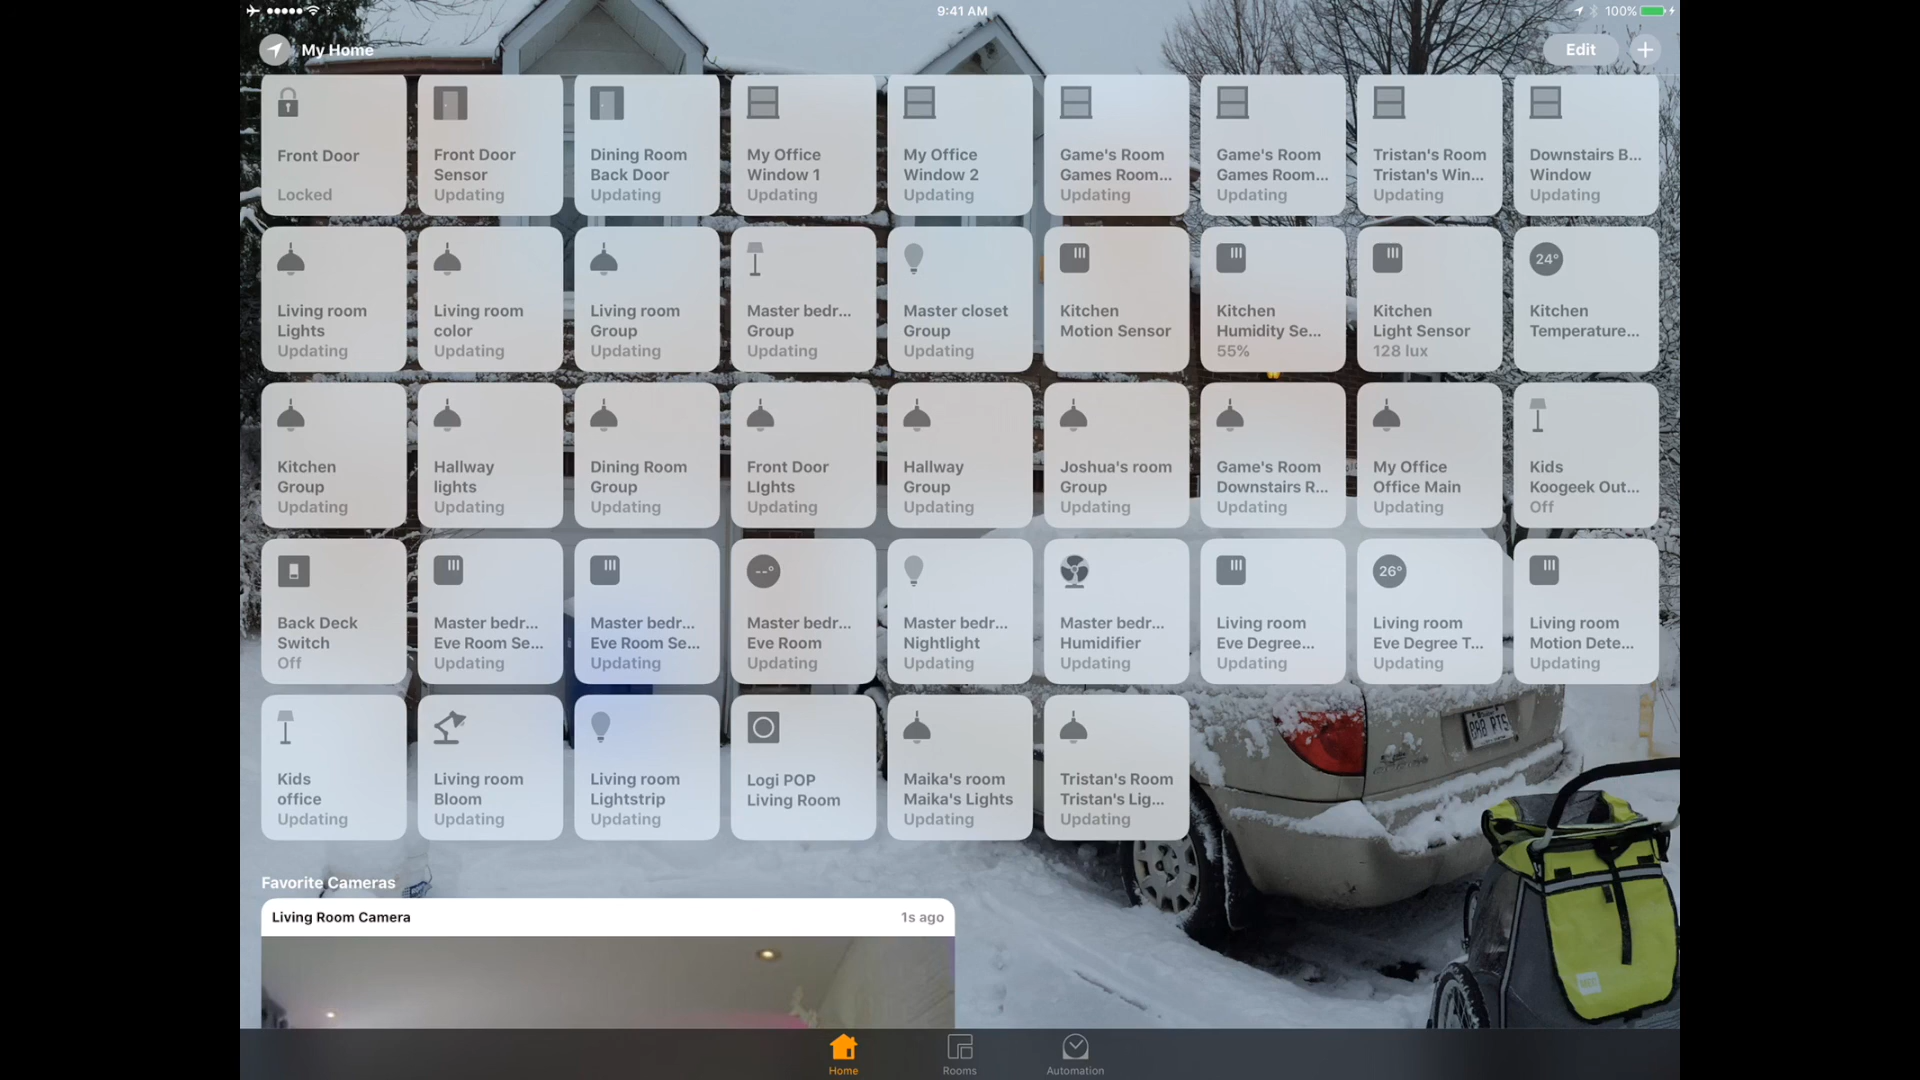 9:41 AM
100%
My Home
Edit
Front Door
Locked
Front Door
Sensor
Updating
Dining Room
Back Door
Updating
My Office
Window 1
Updating
My Office
Window 2
Updating
Game's Room
Games Room...
Updating
Game's Room
Games Room...
Updating
Tristan's Room
Tristan's Win...
Updating
Downstairs B...
Window
Updating
Living room
Lights
Updating
Living room
color
Updating
Living room
Group
Updating
Master bedr...
Group
Updating
Master closet
Group
Updating
Kitchen
Motion Sensor
Kitchen
Humidity Se...
55%
Kitchen
Light Sensor
128 lux
24°
Kitchen
Temperature...
Kitchen
Group
Updating
Hallway
lights
Updating
Dining Room
Group
Updating
Front Door
LIghts
Updating
Hallway
Group
Updating
Joshua's room
Group
Updating
Game's Room
Downstairs R...
Updating
My Office
Office Main
Updating
Kids
Koogeek Out...
Off
Back Deck
Switch
Off
Master bedr...
Eve Room Se...
Updating
Master bedr...
Eve Room Se...
Updating
--°
Master bedr...
Eve Room
Updating
Master bedr...
Nightlight
Updating
Master bedr...
Humidifier
Updating
Living room
Eve Degree...
Updating
26°
Living room
Eve Degree T...
Updating
Living room
Motion Dete...
Updating
Kids
office
Updating
Living room
Bloom
Updating
Living room
Lightstrip
Updating
Logi POP
Living Room
Maika's room
Maika's Lights
Updating
Tristan's Room
Tristan's Lig...
Updating
Favorite Cameras
Living Room Camera
1s ago
Home
Rooms
Automation